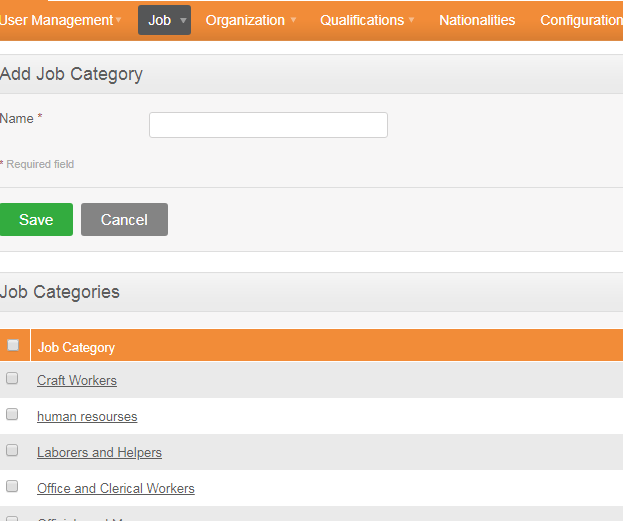 User Management Job Organization Qualifications Nationalities Configuration
Add Job Category
Name *
* Required field
Save Cancel
Job Categories
Job Category
Craft Workers
human resourses
Laborers and Helpers
Office and Clerical Workers